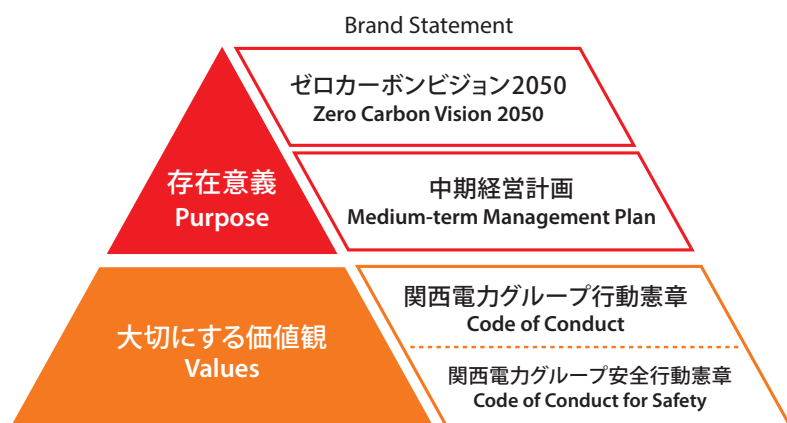 Brand Statement
ゼロカーボンビジョン2050
Zero Carbon Vision 2050
存在意義
Purpose
中期経営計画
Medium-term Management Plan
大切にする価値観
Values
関西電力グループ行動憲章
Code of Conduct
関西電力グループ安全行動憲章
Code of Conduct for Safety